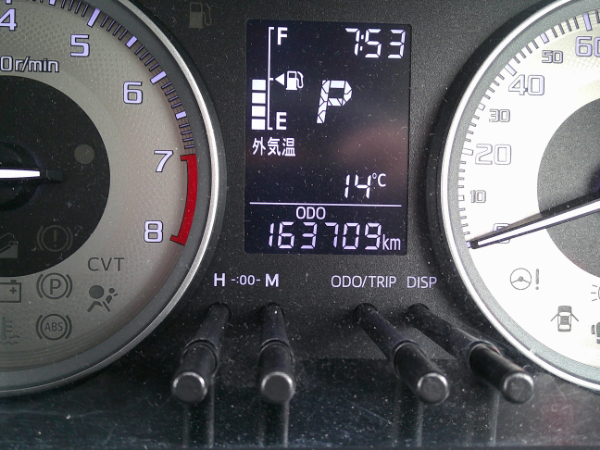 F 7:53
P
E
外気温
14°C
ODO
163709km
H -:00- M ODO/TRIP DISP
4
5
0r/min
6
7
8
CVT
P
ABS
60
50
40
30
20
10
0